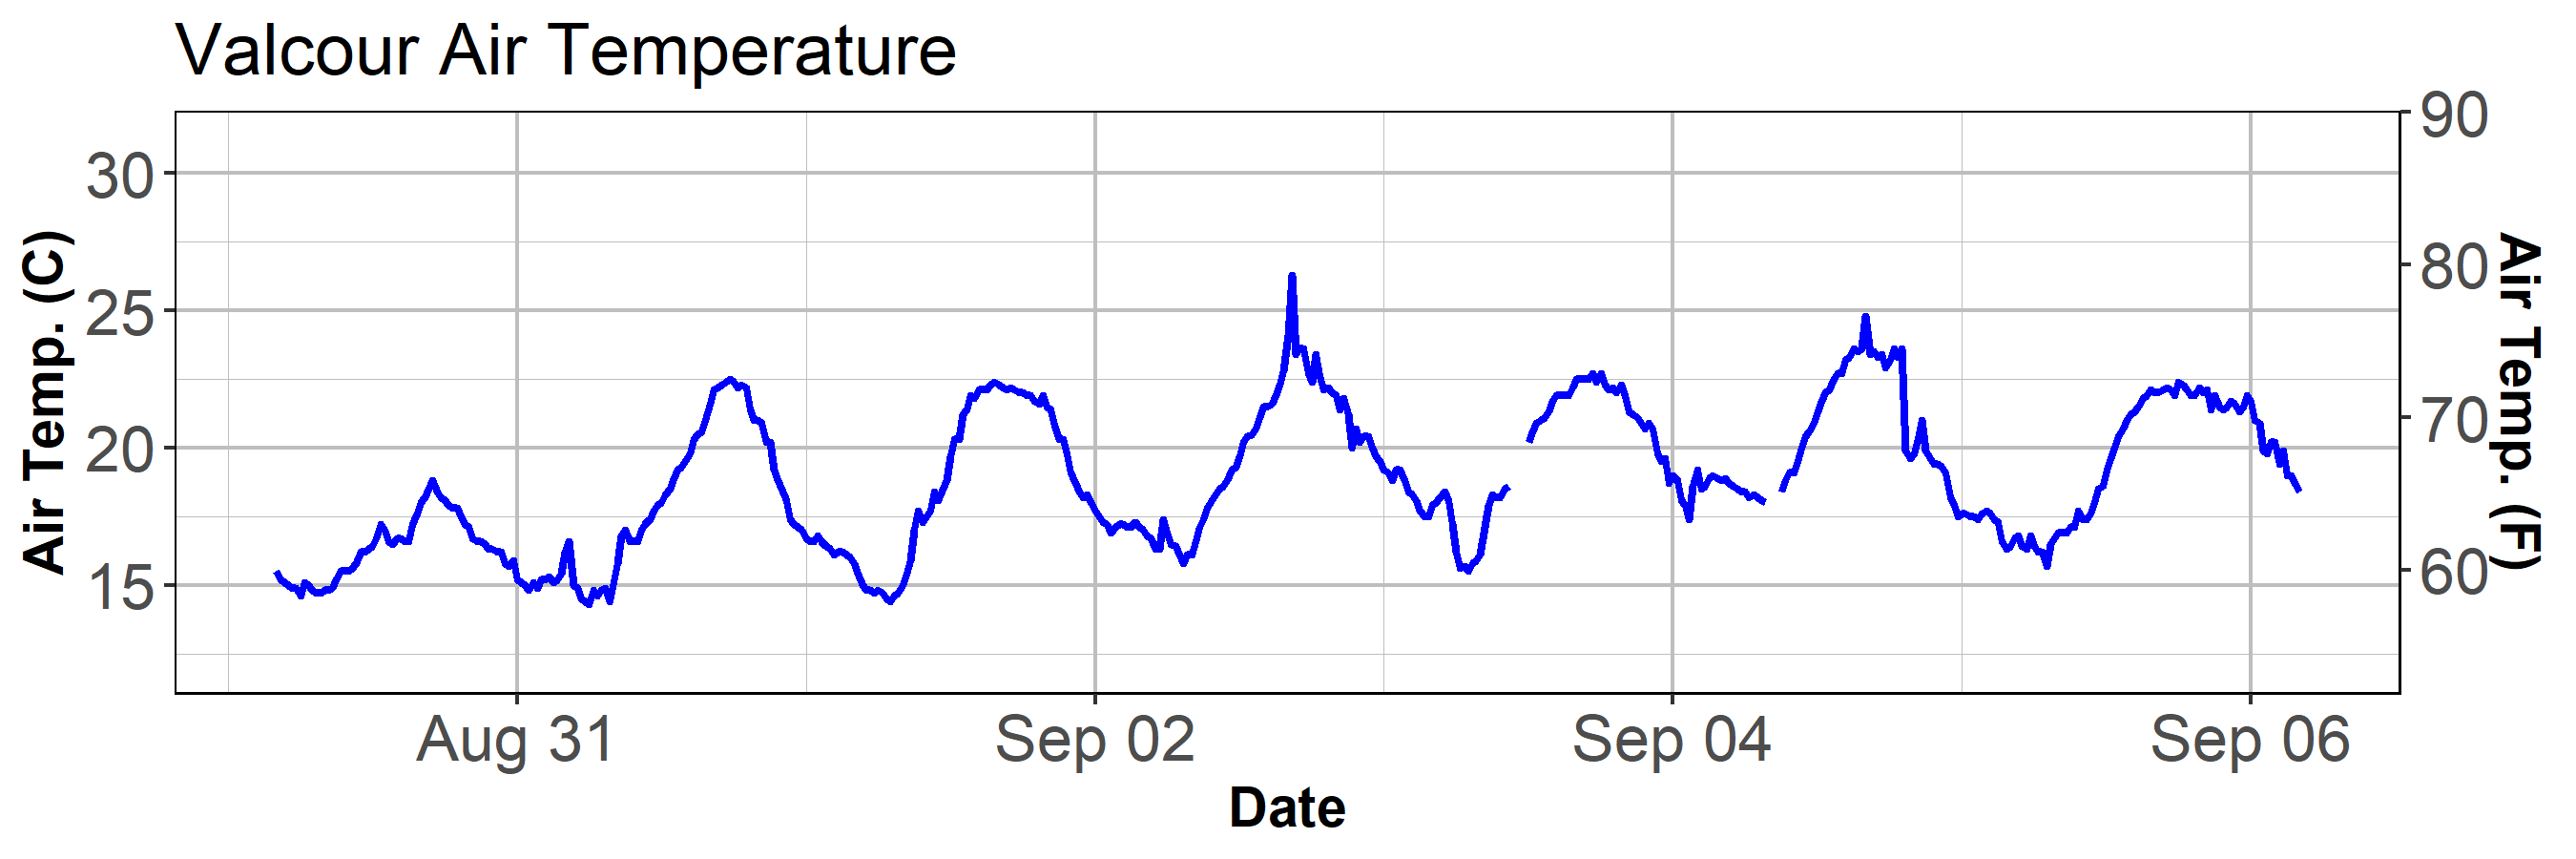 Valcour Air Temperature
Air Temp. (C)
30
25
20
15
90
80
70
60
Air Temp. (F)
Aug 31
Sep 02
Sep 04
Sep 06
Date